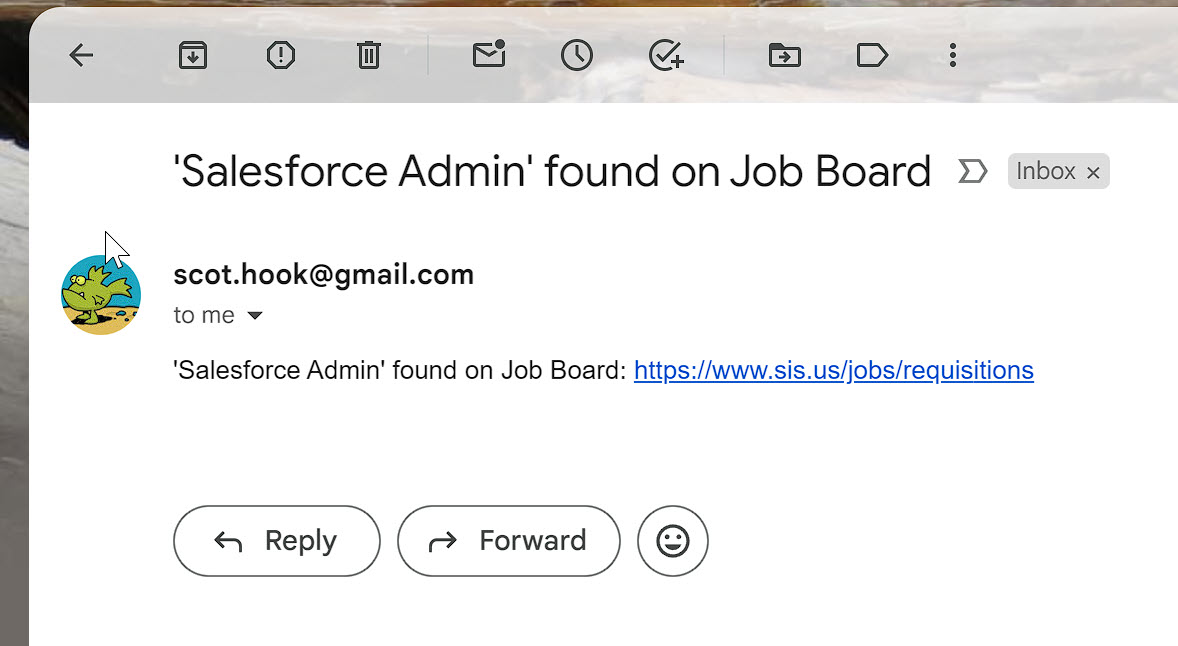 'Salesforce Admin' found on Job Board Inbox ×
scot.hook@gmail.com
to me
'Salesforce Admin' found on Job Board: https://www.sis.us/jobs/requisitions
Reply Forward